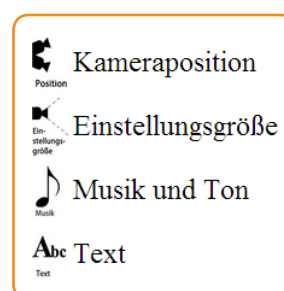 Kameraposition
Position
Einstellungsgröße
Ein-
stellungs-
größe
Musik und Ton
Musik
Abc Text
Text